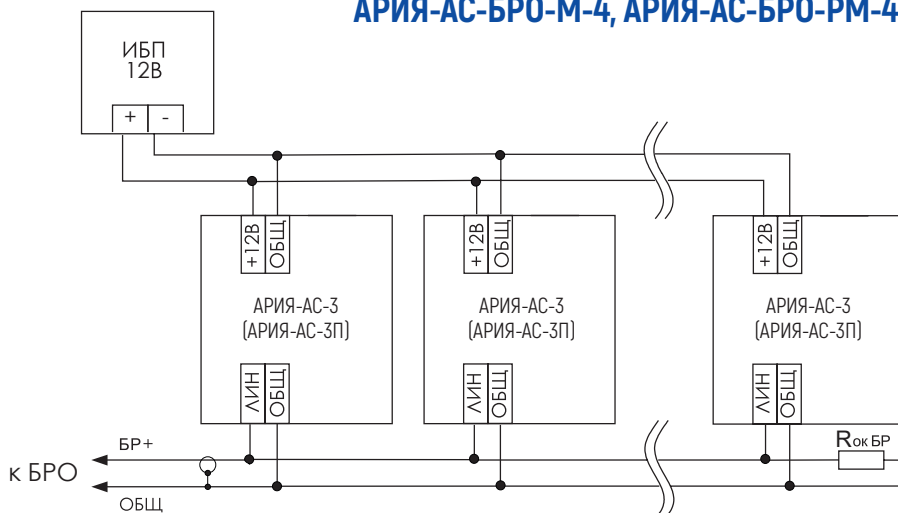 АРИЯ-АС-БРО-М-4, АРИЯ-АС-БРО-РМ-4
ИБП
12В
+ -
+12В ОБЩ +12В ОБЩ +12В ОБЩ
АРИЯ-АС-3 АРИЯ-АС-3 АРИЯ-АС-3
(АРИЯ-АС-3П) (АРИЯ-АС-3П) (АРИЯ-АС-3П)
ЛИН ОБЩ ЛИН ОБЩ ЛИН ОБЩ
БР+ Rок БР
к БРО
ОБЩ